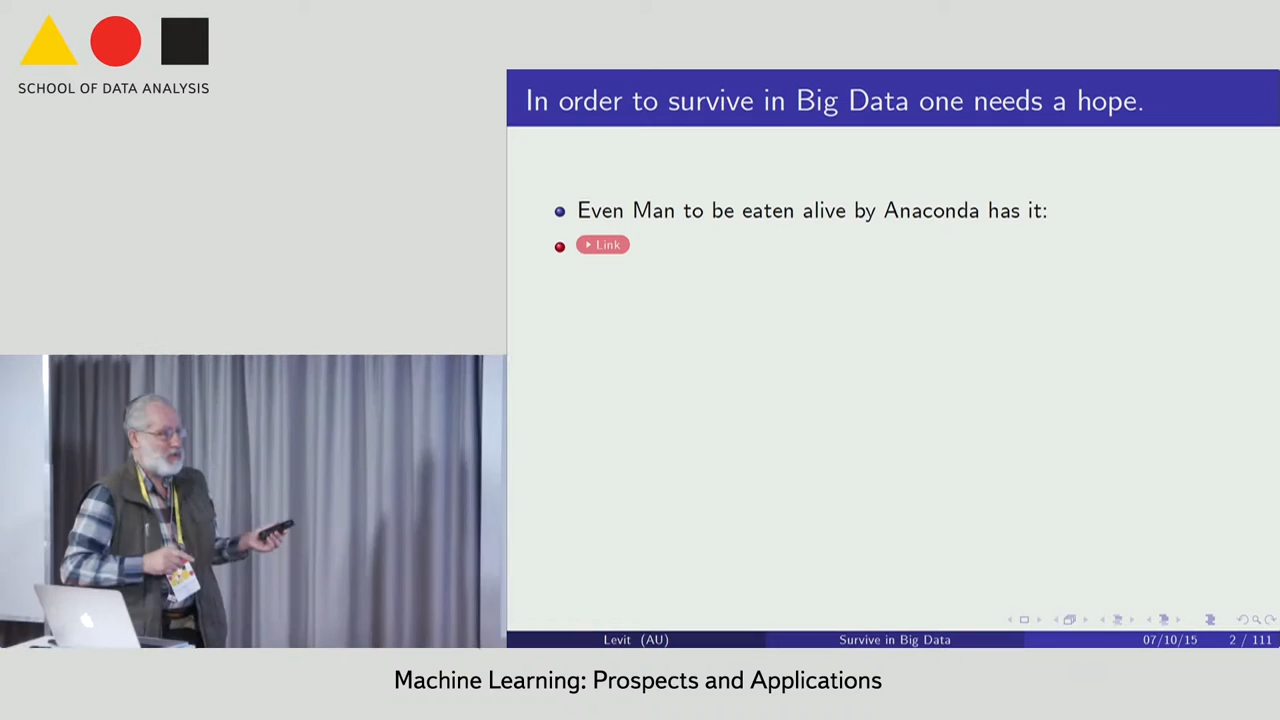 SCHOOL OF DATA ANALYSIS
In order to survive in Big Data one needs a hope.
Even Man to be eaten alive by Anaconda has it:
Link
Levit (AU) Survive in Big Data 07/10/15 2 / 111
Machine Learning: Prospects and Applications